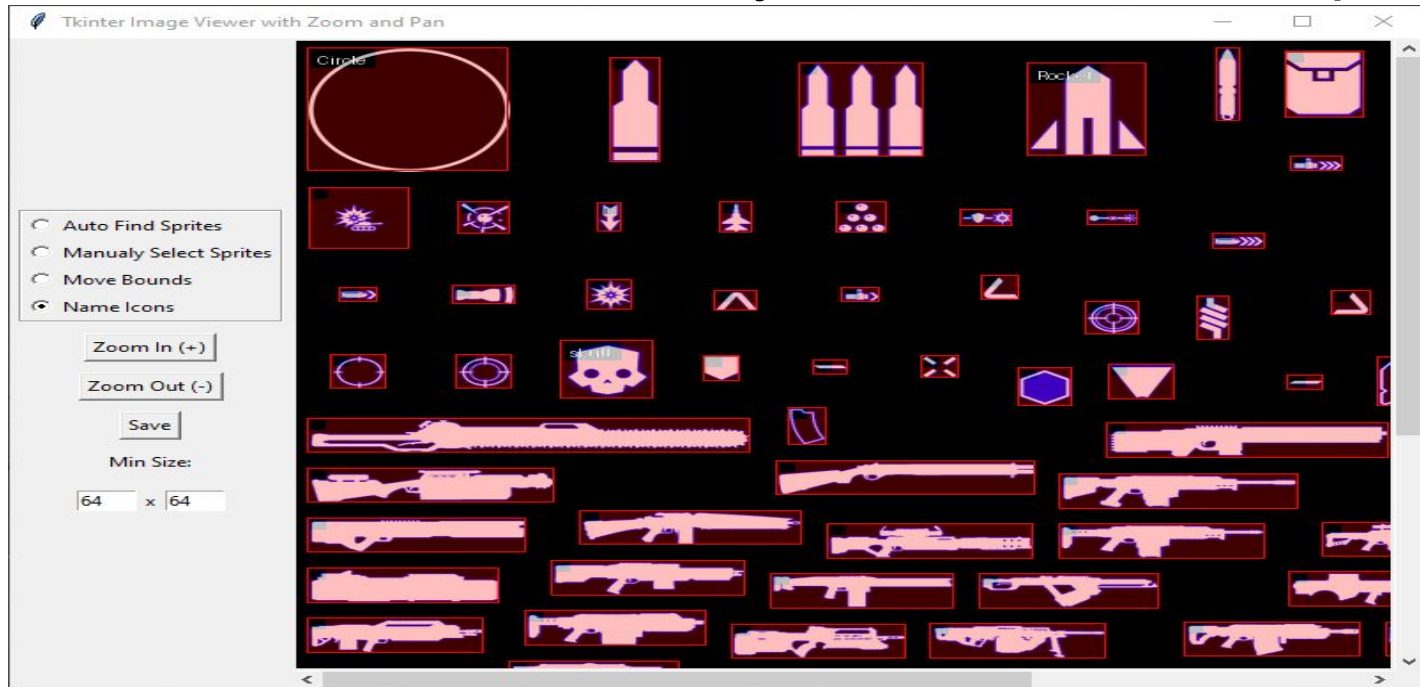 Tkinter Image Viewer with Zoom and Pan
Circle
Rocket
Auto Find Sprites
Manualy Select Sprites
Move Bounds
Name Icons
Zoom In (+)
skull
Zoom Out (-)
Save
Min Size:
64 x 64